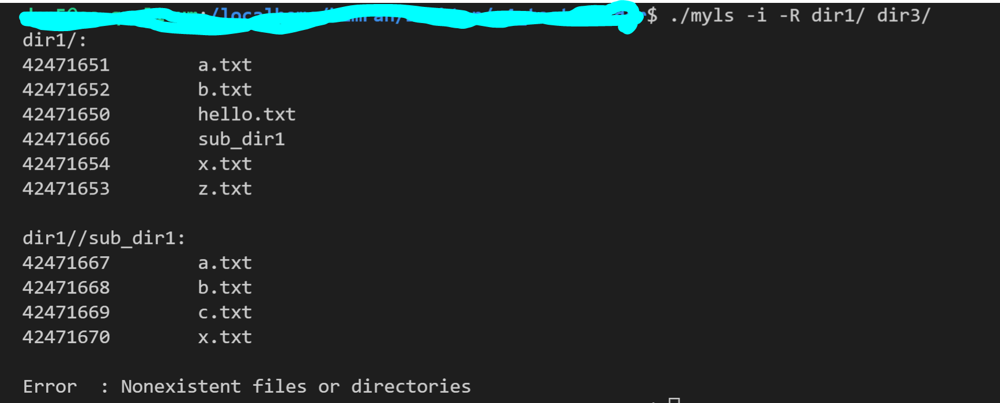 $ ./myls -i -R dir1/ dir3/
dir1/:
42471651        a.txt
42471652        b.txt
42471650        hello.txt
42471666        sub_dir1
42471654        x.txt
42471653        z.txt
dir1//sub_dir1:
42471667        a.txt
42471668        b.txt
42471669        c.txt
42471670        x.txt
Error  : Nonexistent files or directories